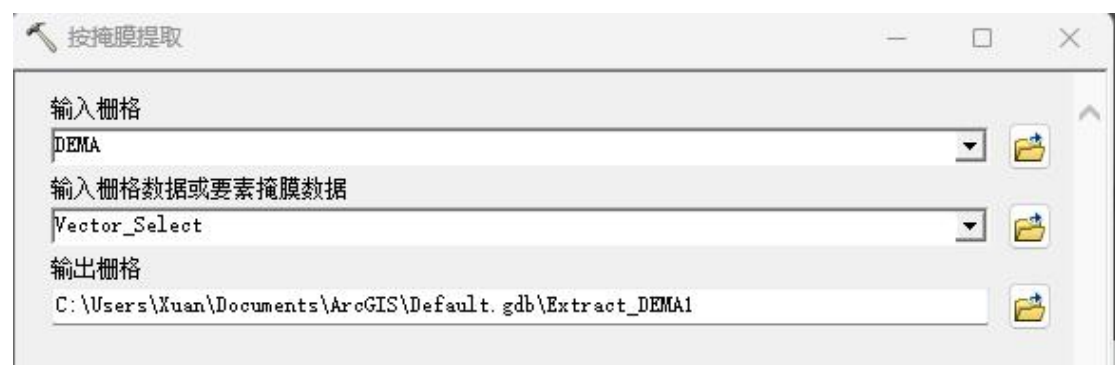 按掩膜提取
输入栅格
DEMA
输入栅格数据或要素掩膜数据
Vector_Select
输出栅格
C:\Users\Xuan\Documents\ArcGIS\Default.gdb\Extract_DEMA1